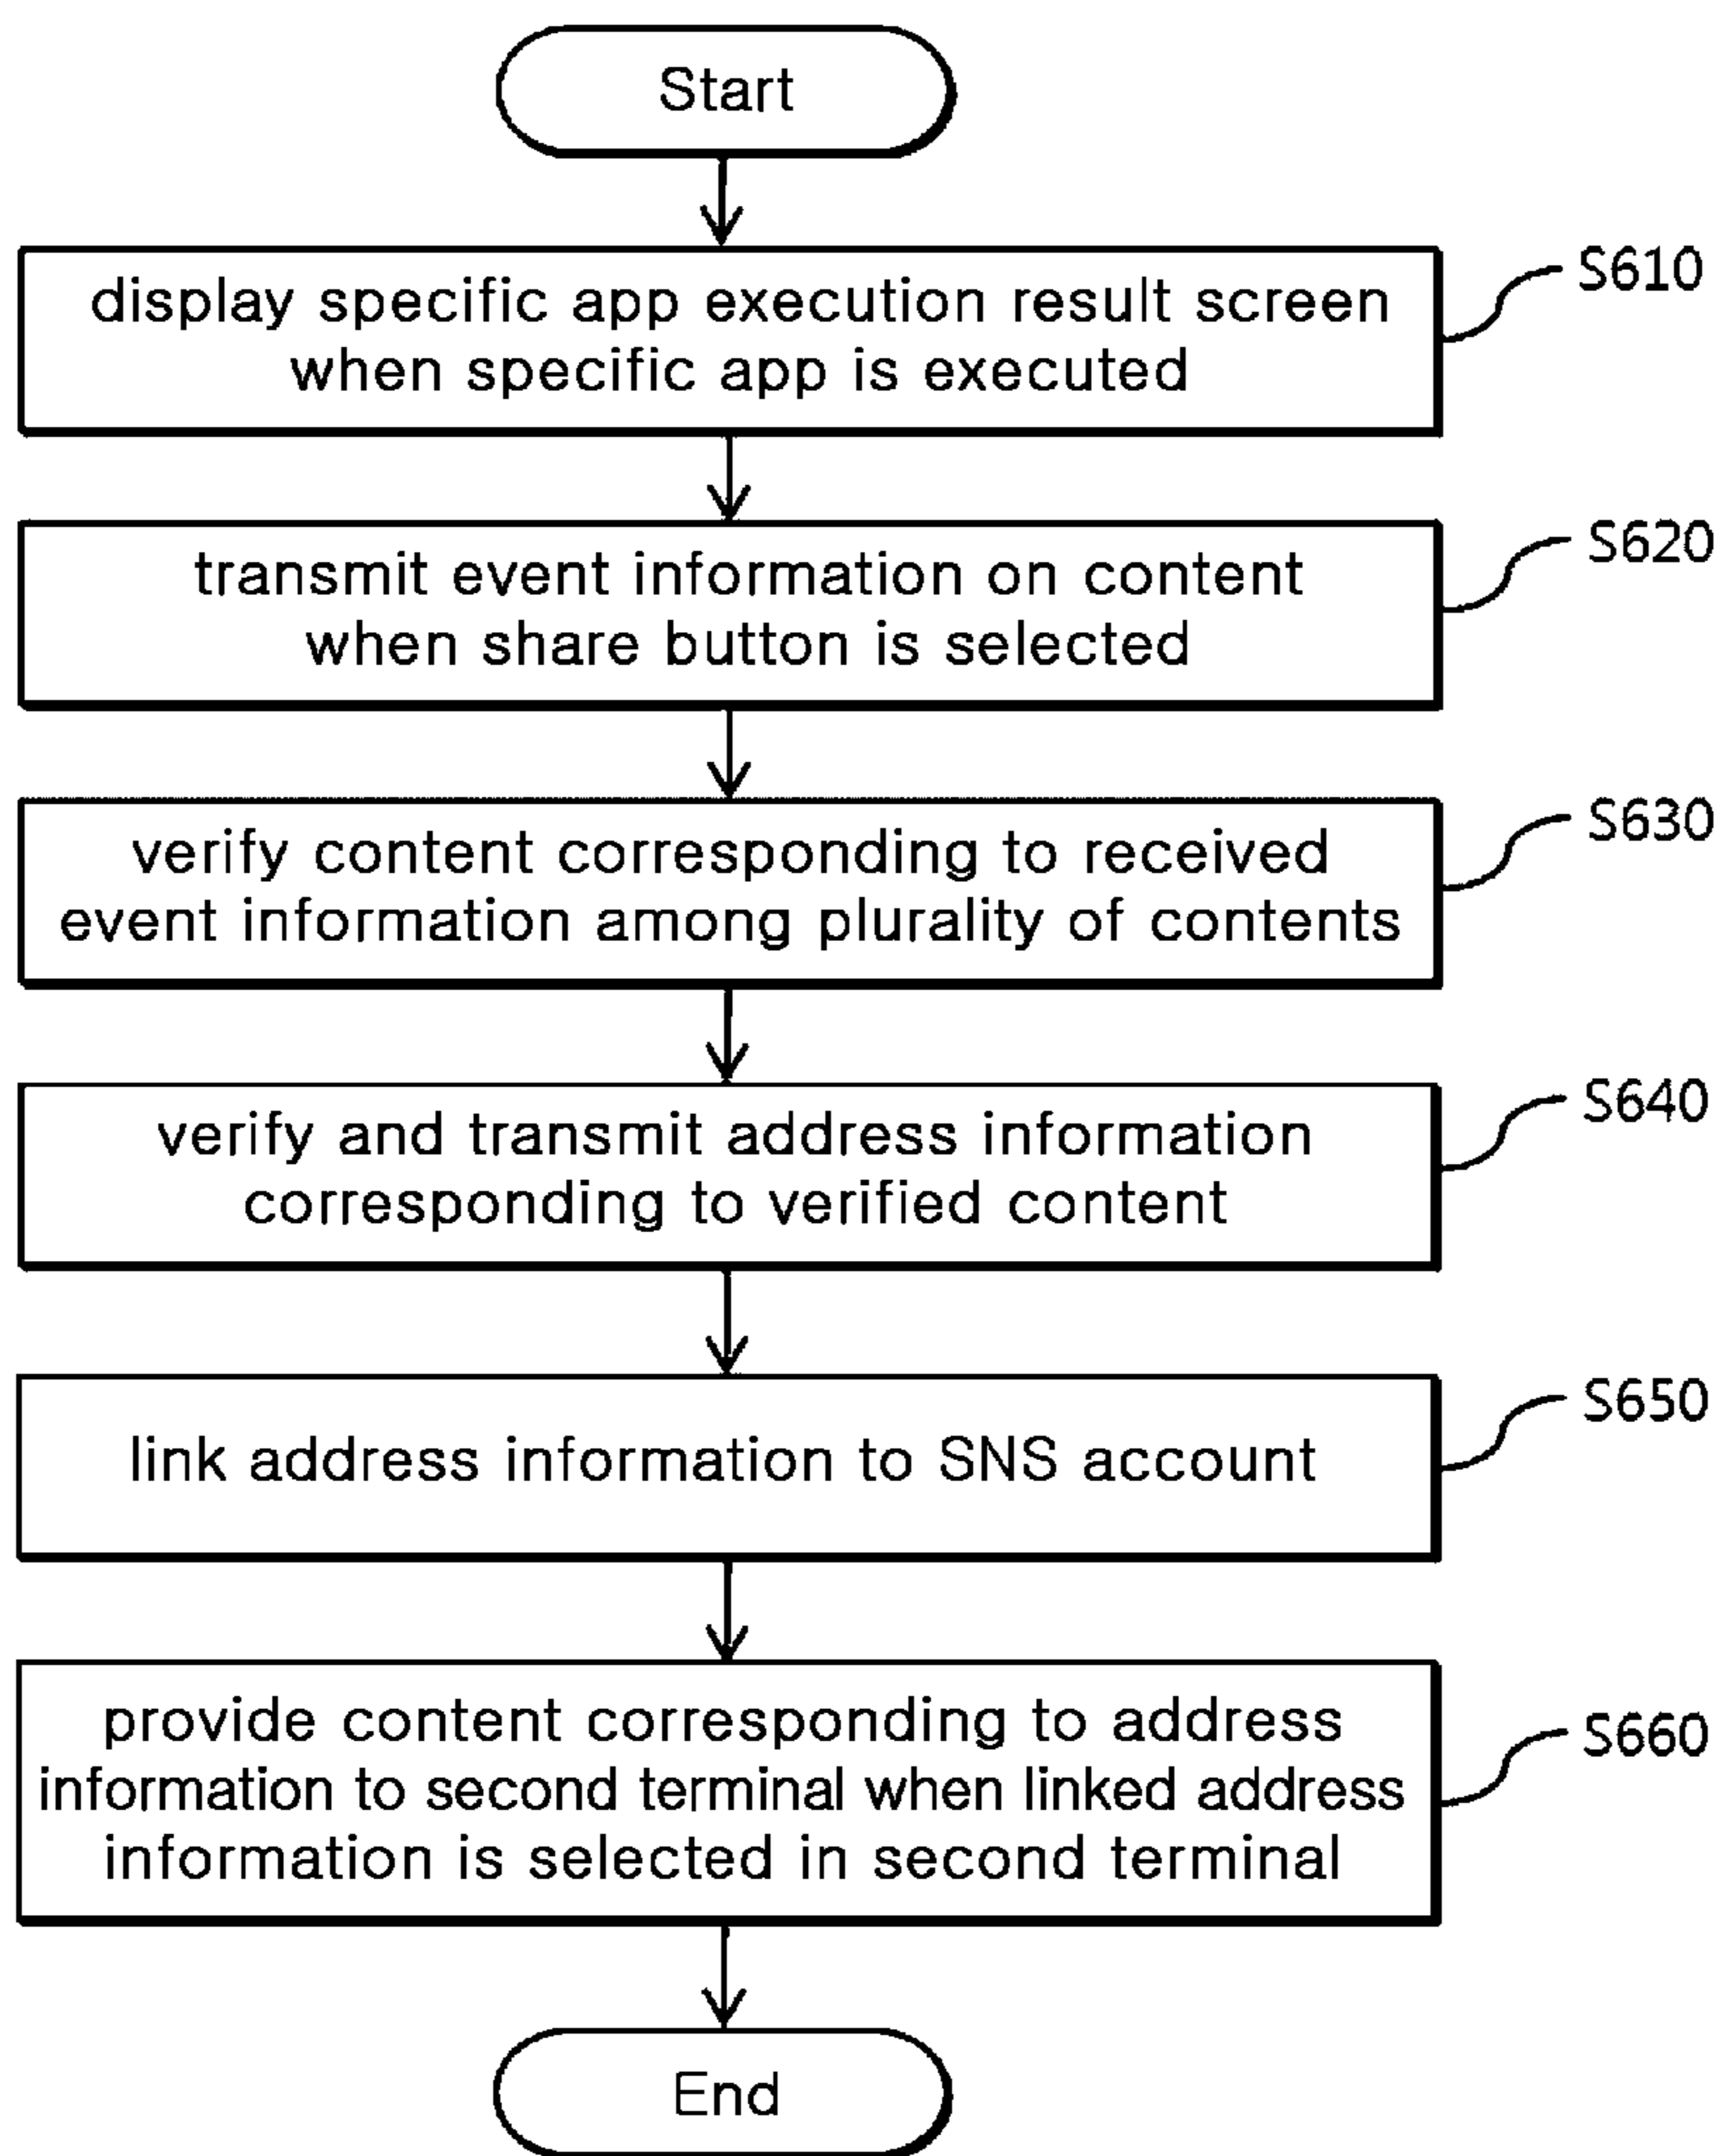 Start
display specific app execution result screen
when specific app is executed
S610
transmit event information on content
when share button is selected
S620
verify content corresponding to received
event information among plurality of contents
S630
verify and transmit address information
corresponding to verified content
S640
link address information to SNS account
S650
provide content corresponding to address
information to second terminal when linked address
information is selected in second terminal
S660
End